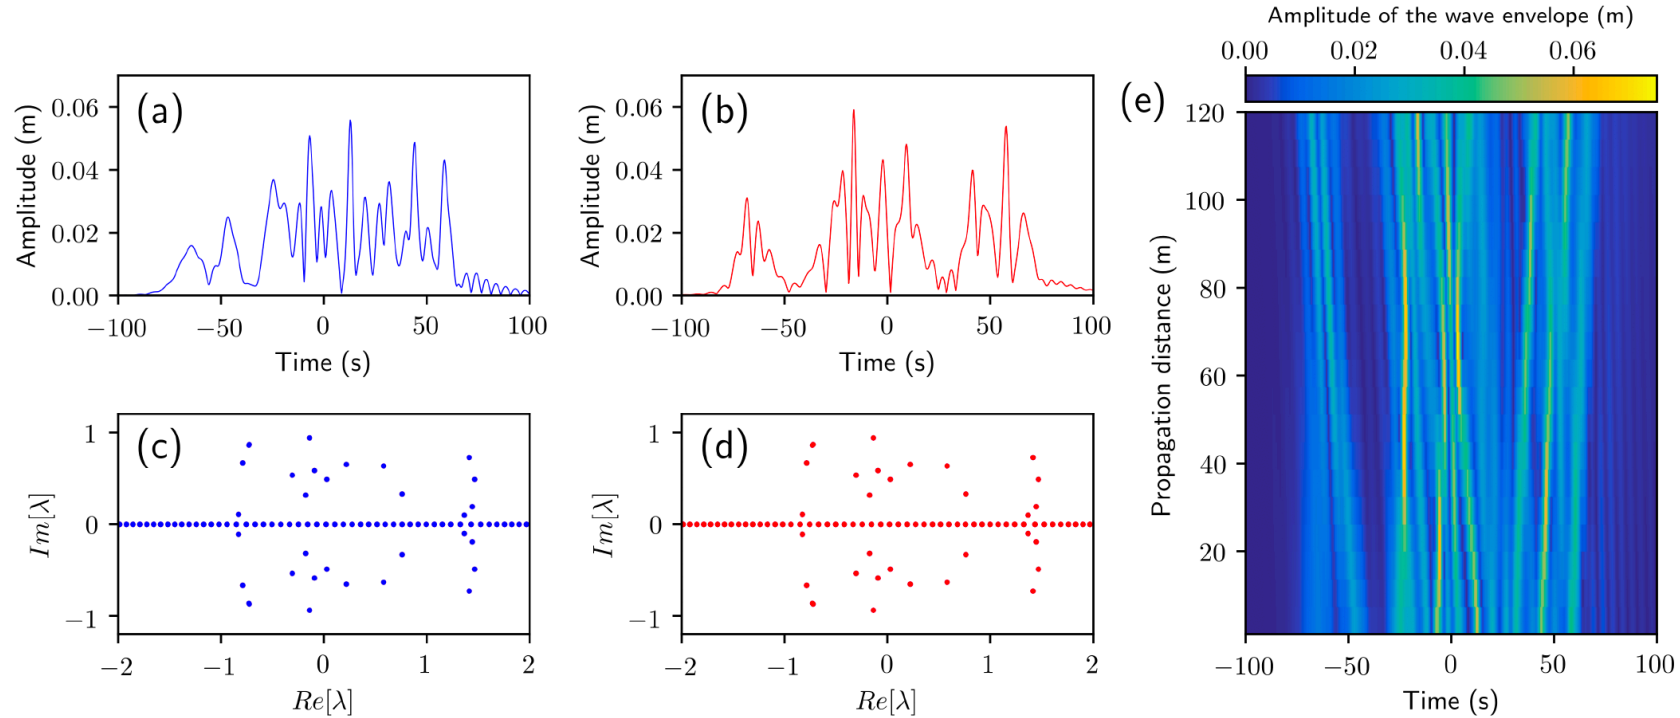 Amplitude of the wave envelope (m)
0.00 0.02 0.04 0.06
(a)
Amplitude (m)
0.06
0.04
0.02
0.00
−100 −50 0 50 100
Time (s)
(b)
Amplitude (m)
0.06
0.04
0.02
0.00
−100 −50 0 50 100
Time (s)
(c)
Im[λ]
1
0
−1
−2 −1 0 1 2
Re[λ]
(d)
Im[λ]
1
0
−1
−2 −1 0 1 2
Re[λ]
(e)
Propagation distance (m)
120
100
80
60
40
20
−100 −50 0 50 100
Time (s)